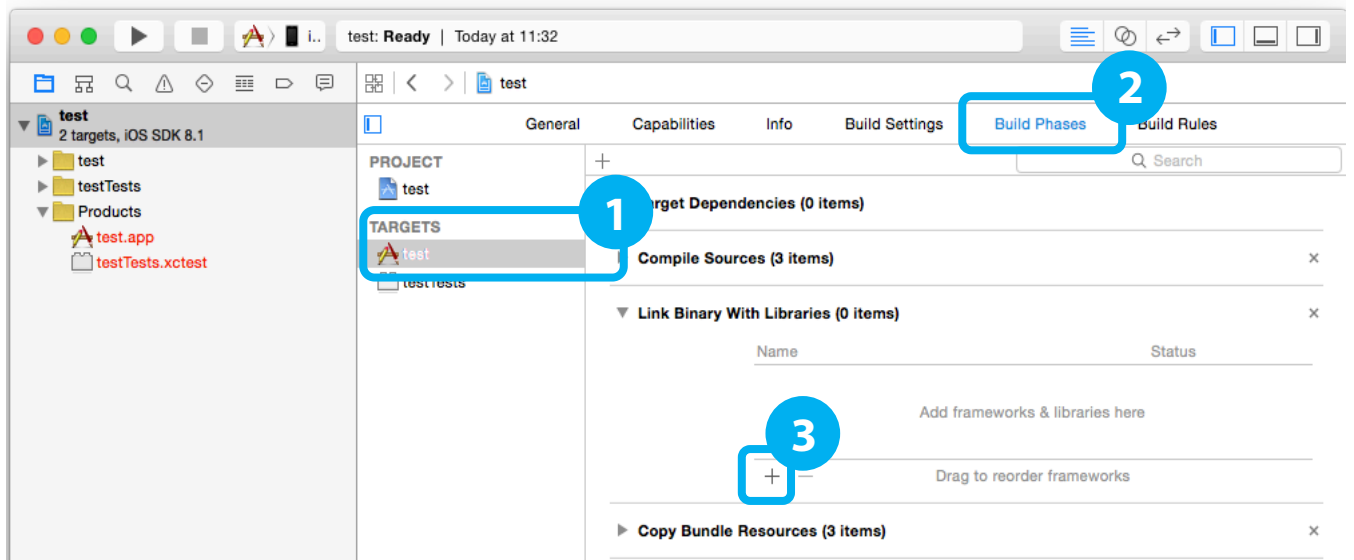 i.. test: Ready | Today at 11:32
test
test
2 targets, iOS SDK 8.1
test
testTests
Products
test.app
testTests.xctest
General Capabilities Info Build Settings Build Phases Build Rules
2
PROJECT
test
TARGETS
test
testTests
1
Search
Target Dependencies (0 items)
Compile Sources (3 items)
Link Binary With Libraries (0 items)
Name Status
Add frameworks & libraries here
3
Drag to reorder frameworks
Copy Bundle Resources (3 items)